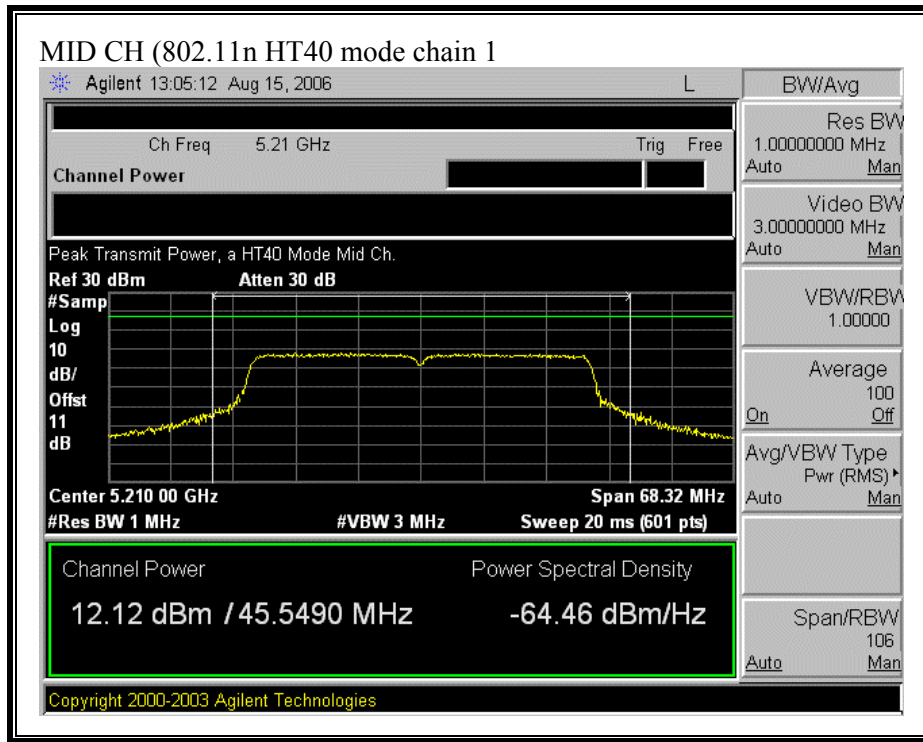 MID CH (802.11n HT40 mode chain 1
Agilent 13:05:12 Aug 15, 2006 L
BW/Avg
Ch Freq 5.21 GHz Trig Free
Channel Power
Peak Transmit Power, a HT40 Mode Mid Ch.
Ref 30 dBm Atten 30 dB
#Samp
Log
10
dB/
Offst
11
dB
Center 5.210 00 GHz Span 68.32 MHz
#Res BW 1 MHz #VBW 3 MHz Sweep 20 ms (601 pts)
Channel Power Power Spectral Density
12.12 dBm / 45.5490 MHz -64.46 dBm/Hz
Res BW
1.00000000 MHz
Auto Man
Video BW
3.00000000 MHz
Auto Man
VBW/RBW
1.00000
Average
100
On Off
Avg/VBW Type
Pwr (RMS)
Auto Man
Span/RBW
106
Auto Man
Copyright 2000-2003 Agilent Technologies